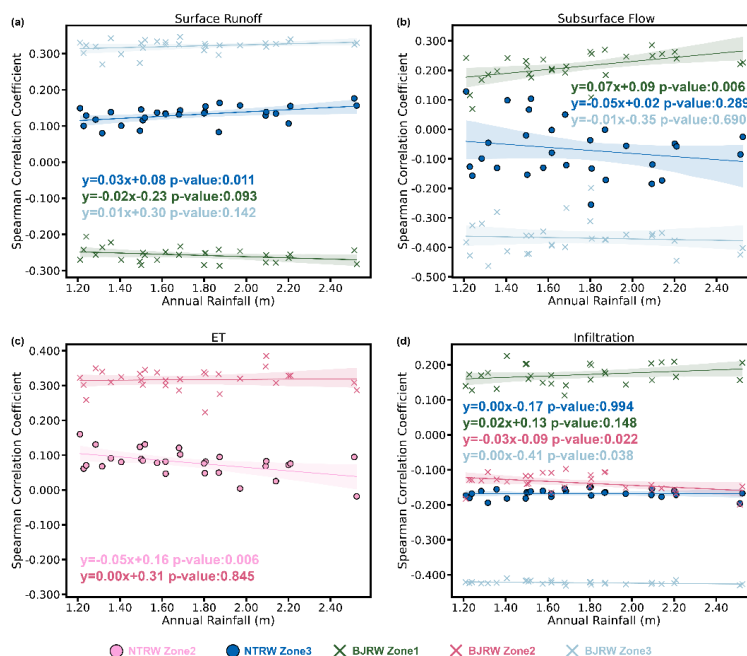 (a)
Surface Runoff
Spearman Correlation Coefficient
0.300
0.200
0.100
0.000
-0.100
-0.200
-0.300
y=0.03x+0.08 p-value:0.011
y=-0.02x-0.23 p-value:0.093
y=0.01x+0.30 p-value:0.142
1.20 1.40 1.60 1.80 2.00 2.20 2.40
Annual Rainfall (m)
(b)
Subsurface Flow
Spearman Correlation Coefficient
0.300
0.200
0.100
0.000
-0.100
-0.200
-0.300
-0.400
-0.500
y=0.07x+0.09 p-value:0.006
y=-0.05x+0.02 p-value:0.289
y=-0.01x-0.35 p-value:0.690
1.20 1.40 1.60 1.80 2.00 2.20 2.40
Annual Rainfall (m)
(c)
ET
Spearman Correlation Coefficient
0.400
0.300
0.200
0.100
0.000
-0.100
-0.200
-0.300
y=-0.05x+0.16 p-value:0.006
y=0.00x+0.31 p-value:0.845
1.20 1.40 1.60 1.80 2.00 2.20 2.40
Annual Rainfall (m)
(d)
Infiltration
Spearman Correlation Coefficient
0.200
0.100
0.000
-0.100
-0.200
-0.300
-0.400
y=0.00x-0.17 p-value:0.994
y=0.02x+0.13 p-value:0.148
y=-0.03x-0.09 p-value:0.022
y=0.00x-0.41 p-value:0.038
1.20 1.40 1.60 1.80 2.00 2.20 2.40
Annual Rainfall (m)
NTRW Zone2 NTRW Zone3 BJRW Zone1 BJRW Zone2 BJRW Zone3